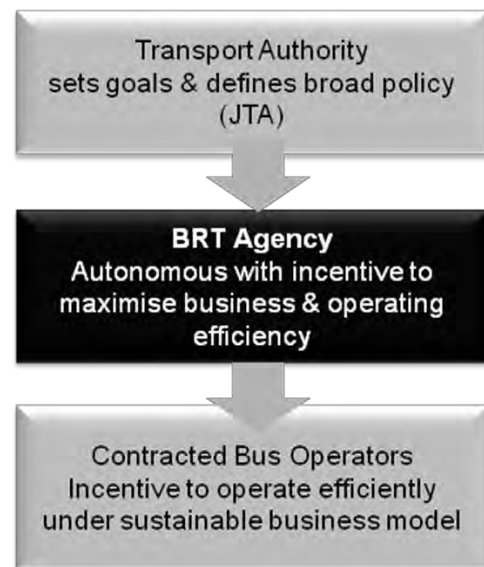 Transport Authority
sets goals & defines broad policy
(JTA)
BRT Agency
Autonomous with incentive to
maximise business & operating
efficiency
Contracted Bus Operators
Incentive to operate efficiently
under sustainable business model